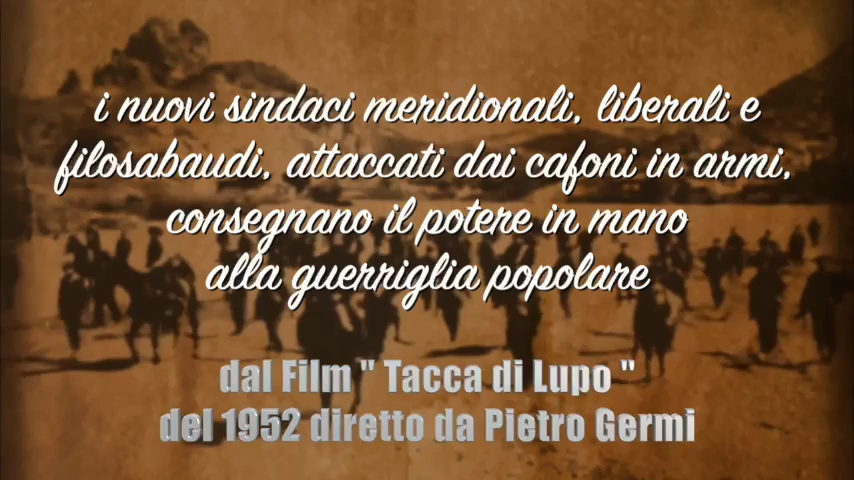 i nuovi sindaci meridionali, liberali e
filosabaudi, attaccati dai cafoni in armi,
consegnano il potere in mano
alla guerriglia popolare
dal Film " Tacca di Lupo "
del 1952 diretto da Pietro Germi